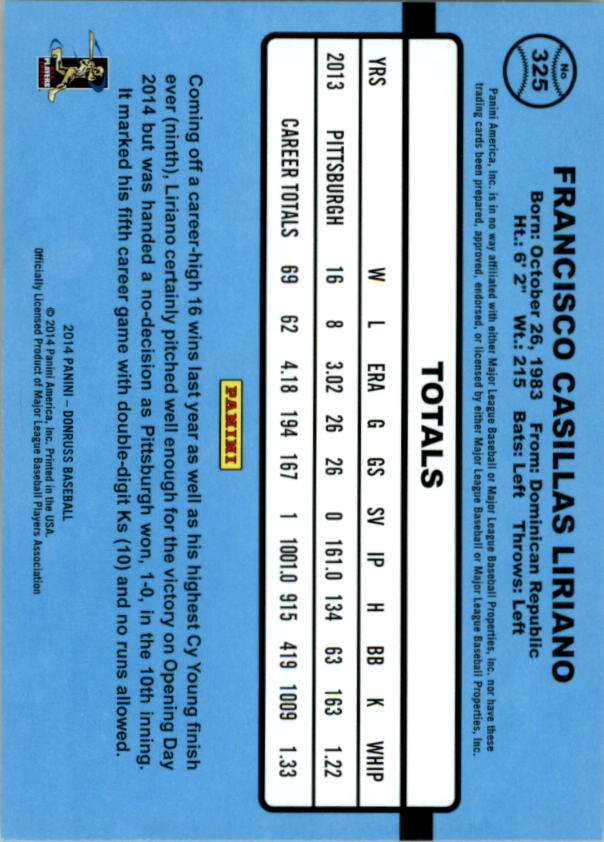 No
325
FRANCISCO CASILLAS LIRIANO
Born: October 26, 1983 From: Dominican Republic
Ht.: 6' 2" Wt.: 215 Bats: Left Throws: Left
Panini America, Inc. is in no way affiliated with either Major League Baseball or Major League Baseball Properties, Inc. nor have these
trading cards been prepared, approved, endorsed, or licensed by either Major League Baseball or Major League Baseball Properties, Inc.
TOTALS
YRS W L ERA G GS SV IP H BB K WHIP
2013 PITTSBURGH 16 8 3.02 26 26 0 161.0 134 63 163 1.22
CAREER TOTALS 69 62 4.18 194 167 1 1001.0 915 419 1009 1.33
PANINI
Coming off a career-high 16 wins last year as well as his highest Cy Young finish
ever (ninth), Liriano certainly pitched well enough for the victory on Opening Day
2014 but was handed a no-decision as Pittsburgh won, 1-0, in the 10th inning.
It marked his fifth career game with double-digit Ks (10) and no runs allowed.
PLAYERS
2014 PANINI – DONRUSS BASEBALL
© 2014 Panini America, Inc. Printed in the USA.
Officially Licensed Product of Major League Baseball Players Association